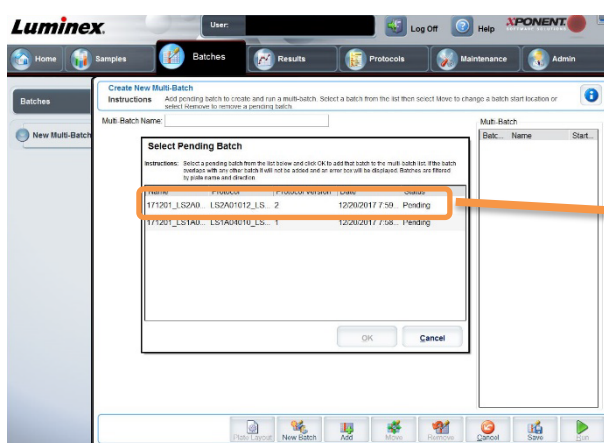 Luminex.
User:
Log Off
Help
XPONENT.
Home
Samples
Batches
Results
Protocols
Maintenance
Admin
Batches
New Multi-Batch
Create New Multi-Batch
Instructions Add pending batch to create and run a multi-batch. Select a batch from the list then select Move to change a batch start location or
select Remove to remove a pending batch.
Multi-Batch Name:
Multi-Batch
Batc... Name Start...
Select Pending Batch
Instructions: Select a pending batch from the list below and click OK to add that batch to the multi-batch list. If the batch
overlaps with any other batch it will not be added and an error box will be displayed. Batches are filtered
by plate name and direction.
Name Protocol Protocol Version Date Status
171201_LS2A0... LS2A01012_LS... 2 12/20/2017 7:59... Pending
171201_LS1A0... LS1A04010_LS... 1 12/20/2017 7:58... Pending
OK
Cancel
Plate Layout
New Batch
Add
Move
Remove
Cancel
Save
Run